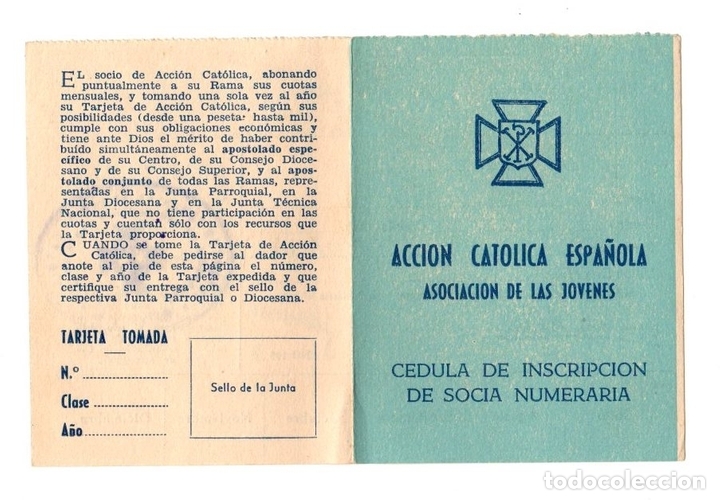 EL socio de Acción Católica, abonando
puntualmente a su Rama sus cuotas
mensuales, y tomando una sola vez al año
su Tarjeta de Acción Católica, según sus
posibilidades (desde una peseta hasta mil),
cumple con sus obligaciones económicas y
tiene ante Dios el mérito de haber contri-
buído simultáneamente al apostolado espe-
cífico de su Centro, de su Consejo Dioce-
sano y de su Consejo Superior, y al apos-
tolado conjunto de todas las Ramas, repre-
sentadas en la Junta Parroquial, en la
Junta Diocesana y en la Junta Técnica
Nacional, que no tiene participación en las
cuotas y cuentan sólo con los recursos que
la Tarjeta proporciona.
CUANDO se tome la Tarjeta de Acción
Católica, debe pedirse al dador que
anote al pie de esta página el número,
clase y año de la Tarjeta expedida y que
certifique su entrega con el sello de la
respectiva Junta Parroquial o Diocesana.
TARJETA TOMADA
N.º
Clase
Año
Sello de la Junta
ACCION CATOLICA ESPAÑOLA
ASOCIACION DE LAS JOVENES
CEDULA DE INSCRIPCION
DE SOCIA NUMERARIA
todocoleccion